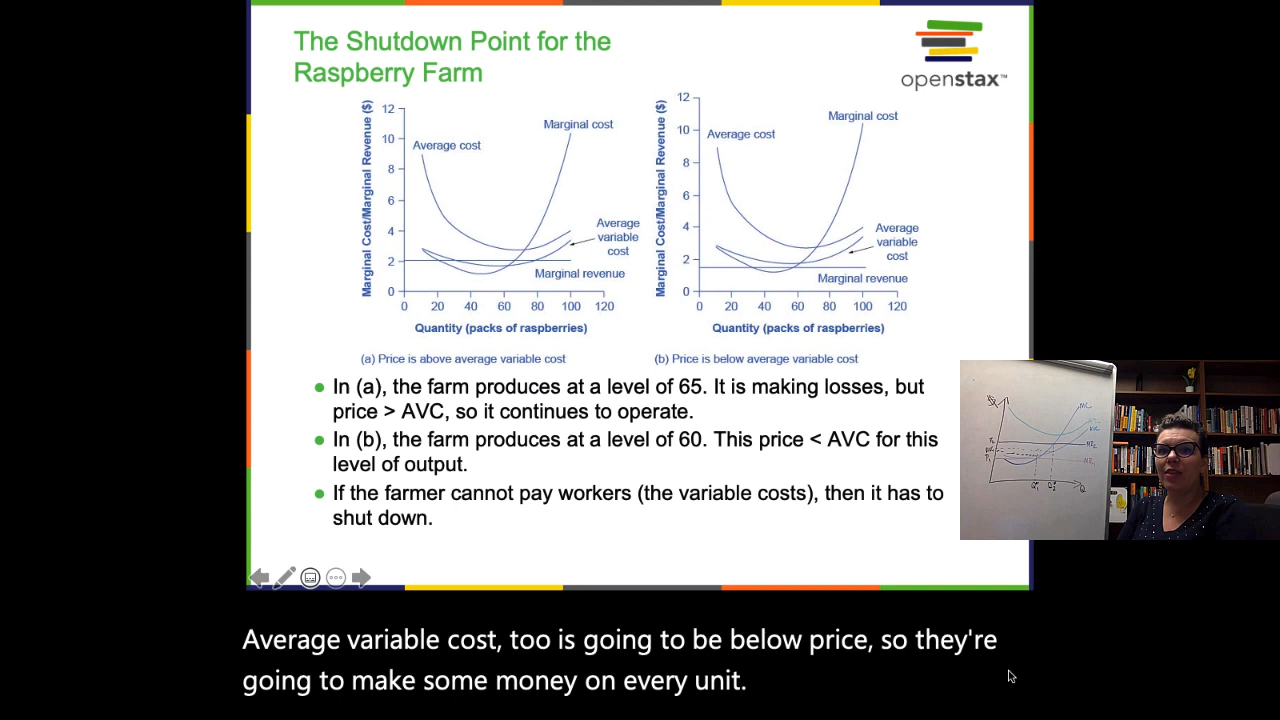 The Shutdown Point for the
Raspberry Farm
openstax™
Marginal Cost/Marginal Revenue ($)
12
10
8
6
4
2
0
0 20 40 60 80 100 120
Average cost
Marginal cost
Average
variable
cost
Marginal revenue
Quantity (packs of raspberries)
(a) Price is above average variable cost
Marginal Cost/Marginal Revenue ($)
12
10
8
6
4
2
0
0 20 40 60 80 100 120
Average cost
Marginal cost
Average
variable
cost
Marginal revenue
Quantity (packs of raspberries)
(b) Price is below average variable cost
• In (a), the farm produces at a level of 65. It is making losses, but
price > AVC, so it continues to operate.
• In (b), the farm produces at a level of 60. This price < AVC for this
level of output.
• If the farmer cannot pay workers (the variable costs), then it has to
shut down.
$
MC
Q
Average variable cost, too is going to be below price, so they're
going to make some money on every unit.